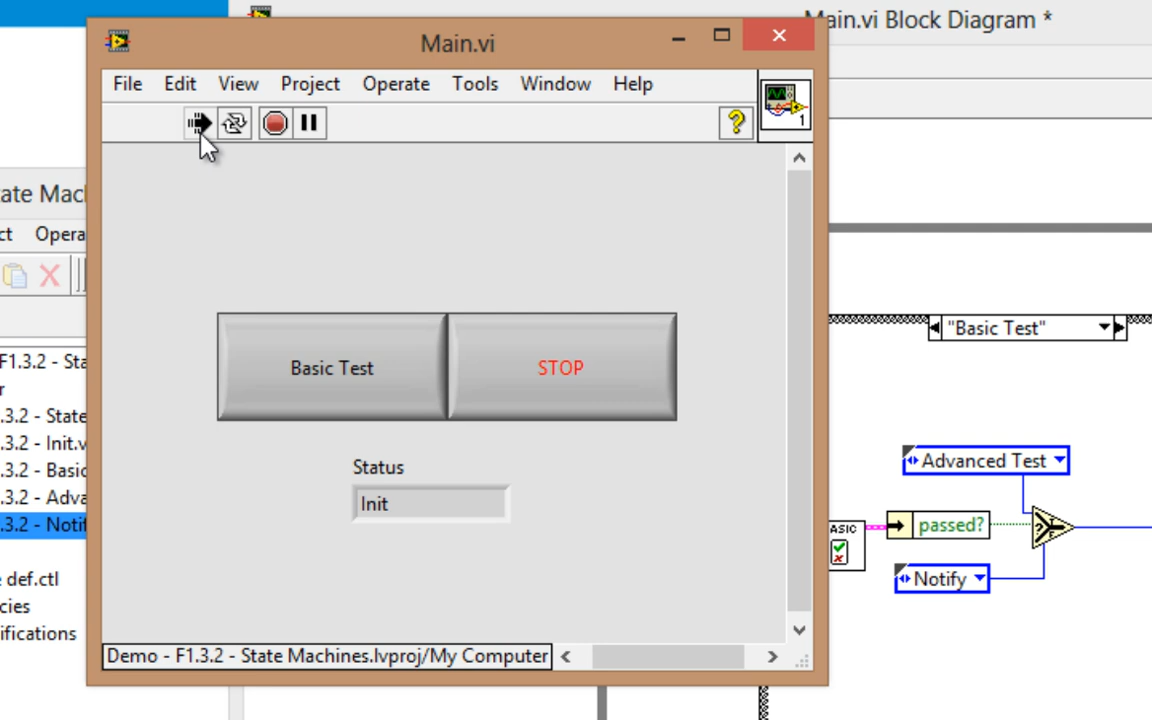 Main.vi Block Diagram *
Main.vi
File Edit View Project Operate Tools Window Help
1
ate Mac
ct Opera
"Basic Test"
Basic Test
STOP
F1.3.2 - Sta
r
.3.2 - State
.3.2 - Init.v
.3.2 - Basic
.3.2 - Adva
.3.2 - Notif
Status
Init
Advanced Test
ASIC
passed?
Notify
def.ctl
cies
ifications
Demo - F1.3.2 - State Machines.lvproj/My Computer